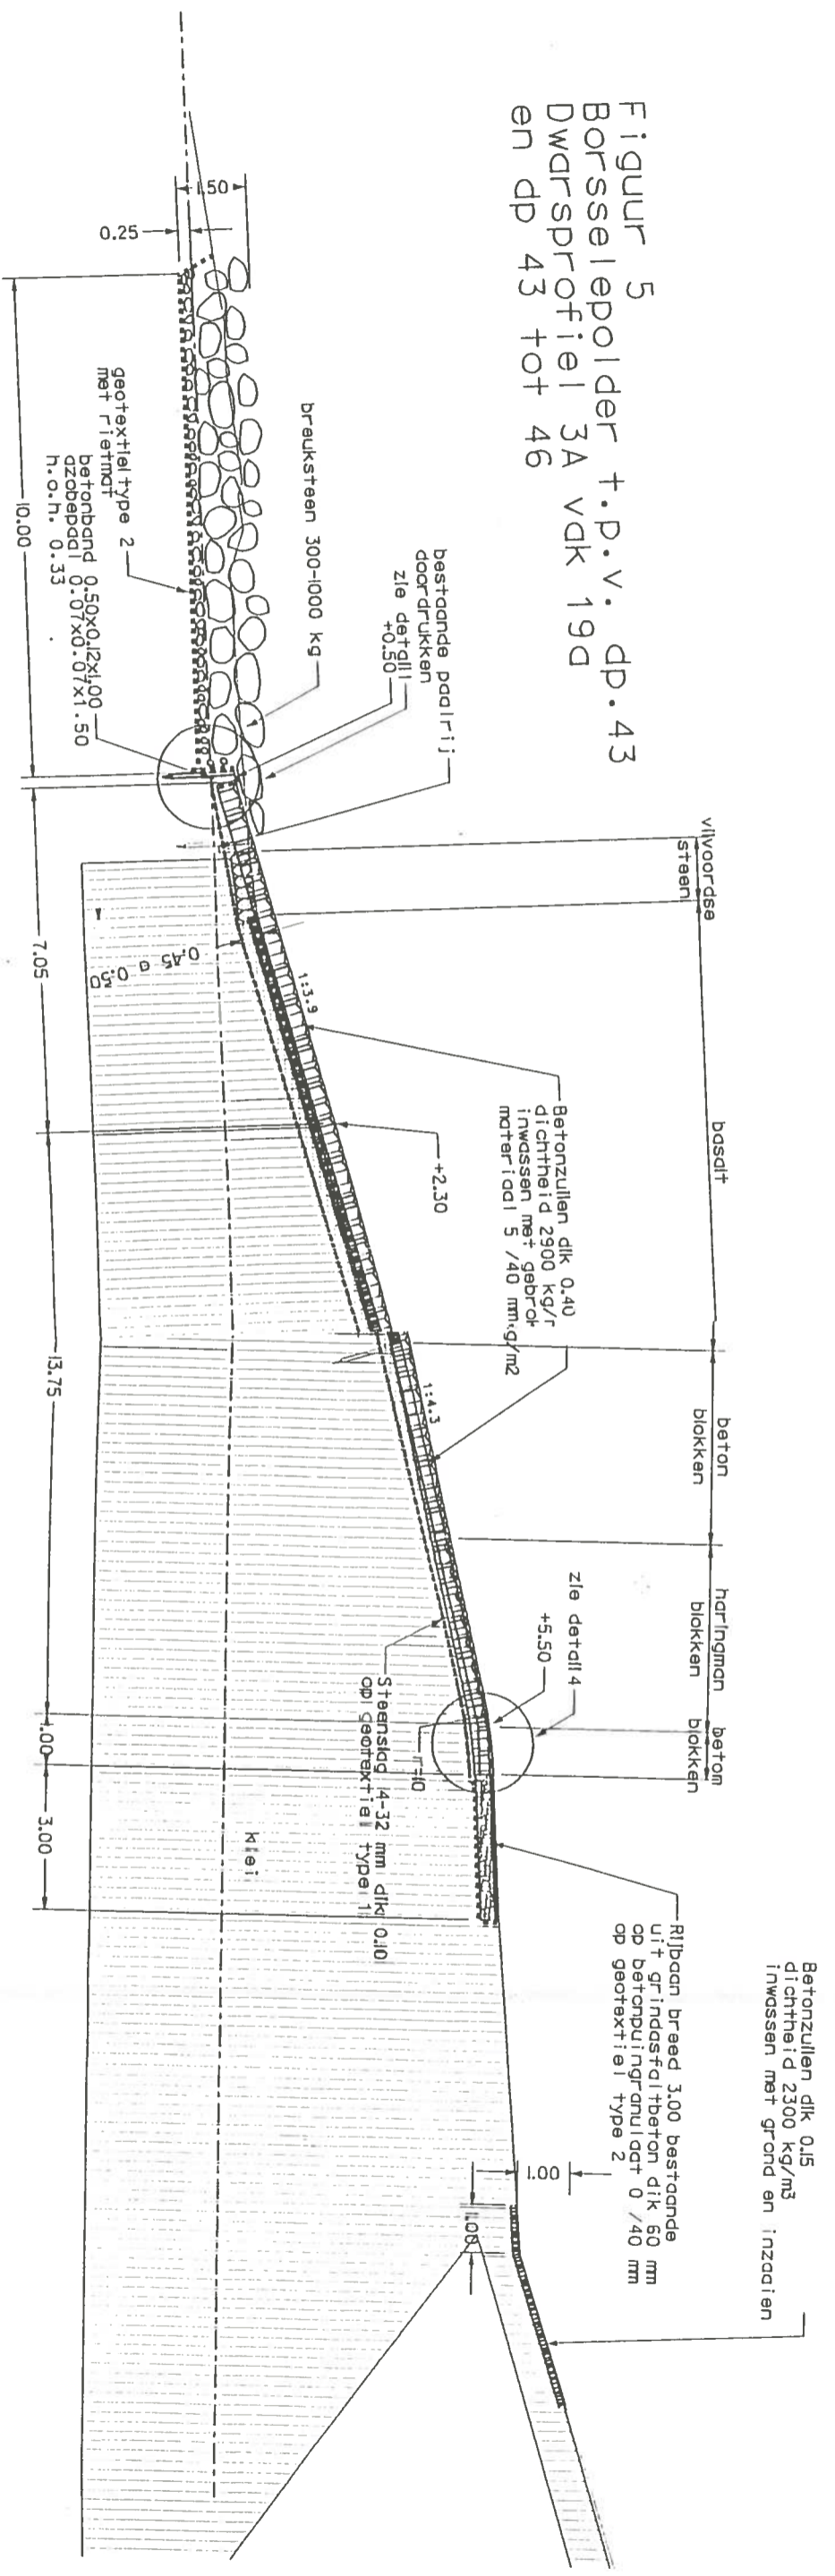 Figuur 5
Borsselepolder t.p.v. dp.43
Dwarsprofiel 3A vak 19a
en dp 43 tot 46
1.50
0.25
10.00
geotextiel type 2
met rietmat
betonband 0.50x0.12x1.00
azobepaal 0.07x0.07x1.50
h.o.h. 0.33
breuksteen 300-1000 kg
bestaande paalrij
doordrukken
zie detail 1
+0.50
vilvoordse
steen
basalt
beton
blokken
haringman
blokken
beton
blokken
7.05
0.45 a 0.50
1:3.9
Betonzuilen dik 0.40
dichtheid 2900 kg/
inwassen met gebrok
materiaal 5 /40 mm g/m2
+2.30
13.75
1:4.3
zie detail 4
+5.50
r=10
Steenslag 14-32 mm dik 0.10
op geotextiel type 1
1.00
3.00
klei
Rijbaan breed 3.00 bestaande
uit grindasfaltbeton dik 60 mm
op betonpuingranulaat 0 /40 mm
op geotextiel type 2
1.00
1.00
Betonzuilen dik 0.15
dichtheid 2300 kg/m3
inwassen met grond en inzaaien